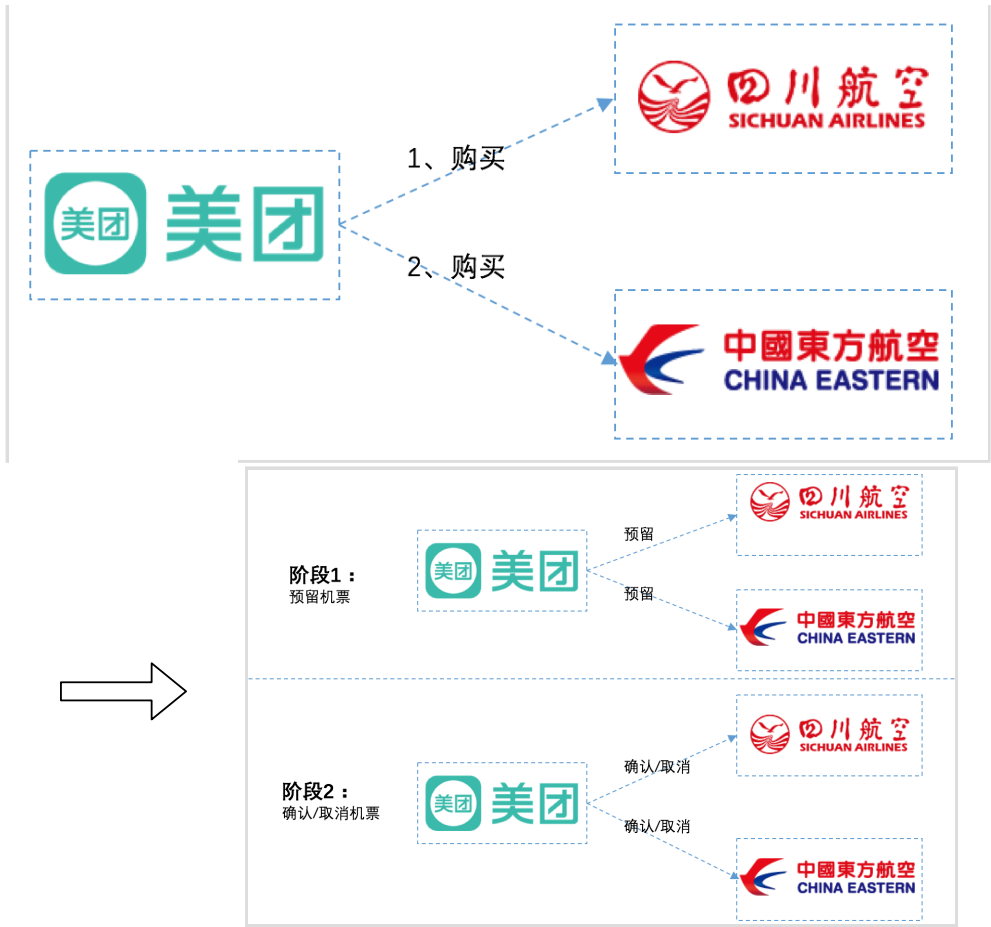 四川航空
SICHUAN AIRLINES
1、购买
美团 美团
2、购买
中國東方航空
CHINA EASTERN
四川航空
SICHUAN AIRLINES
预留
阶段1：
预留机票
美团 美团
预留
中國東方航空
CHINA EASTERN
四川航空
SICHUAN AIRLINES
确认/取消
阶段2：
确认/取消机票
美团 美团
确认/取消
中國東方航空
CHINA EASTERN